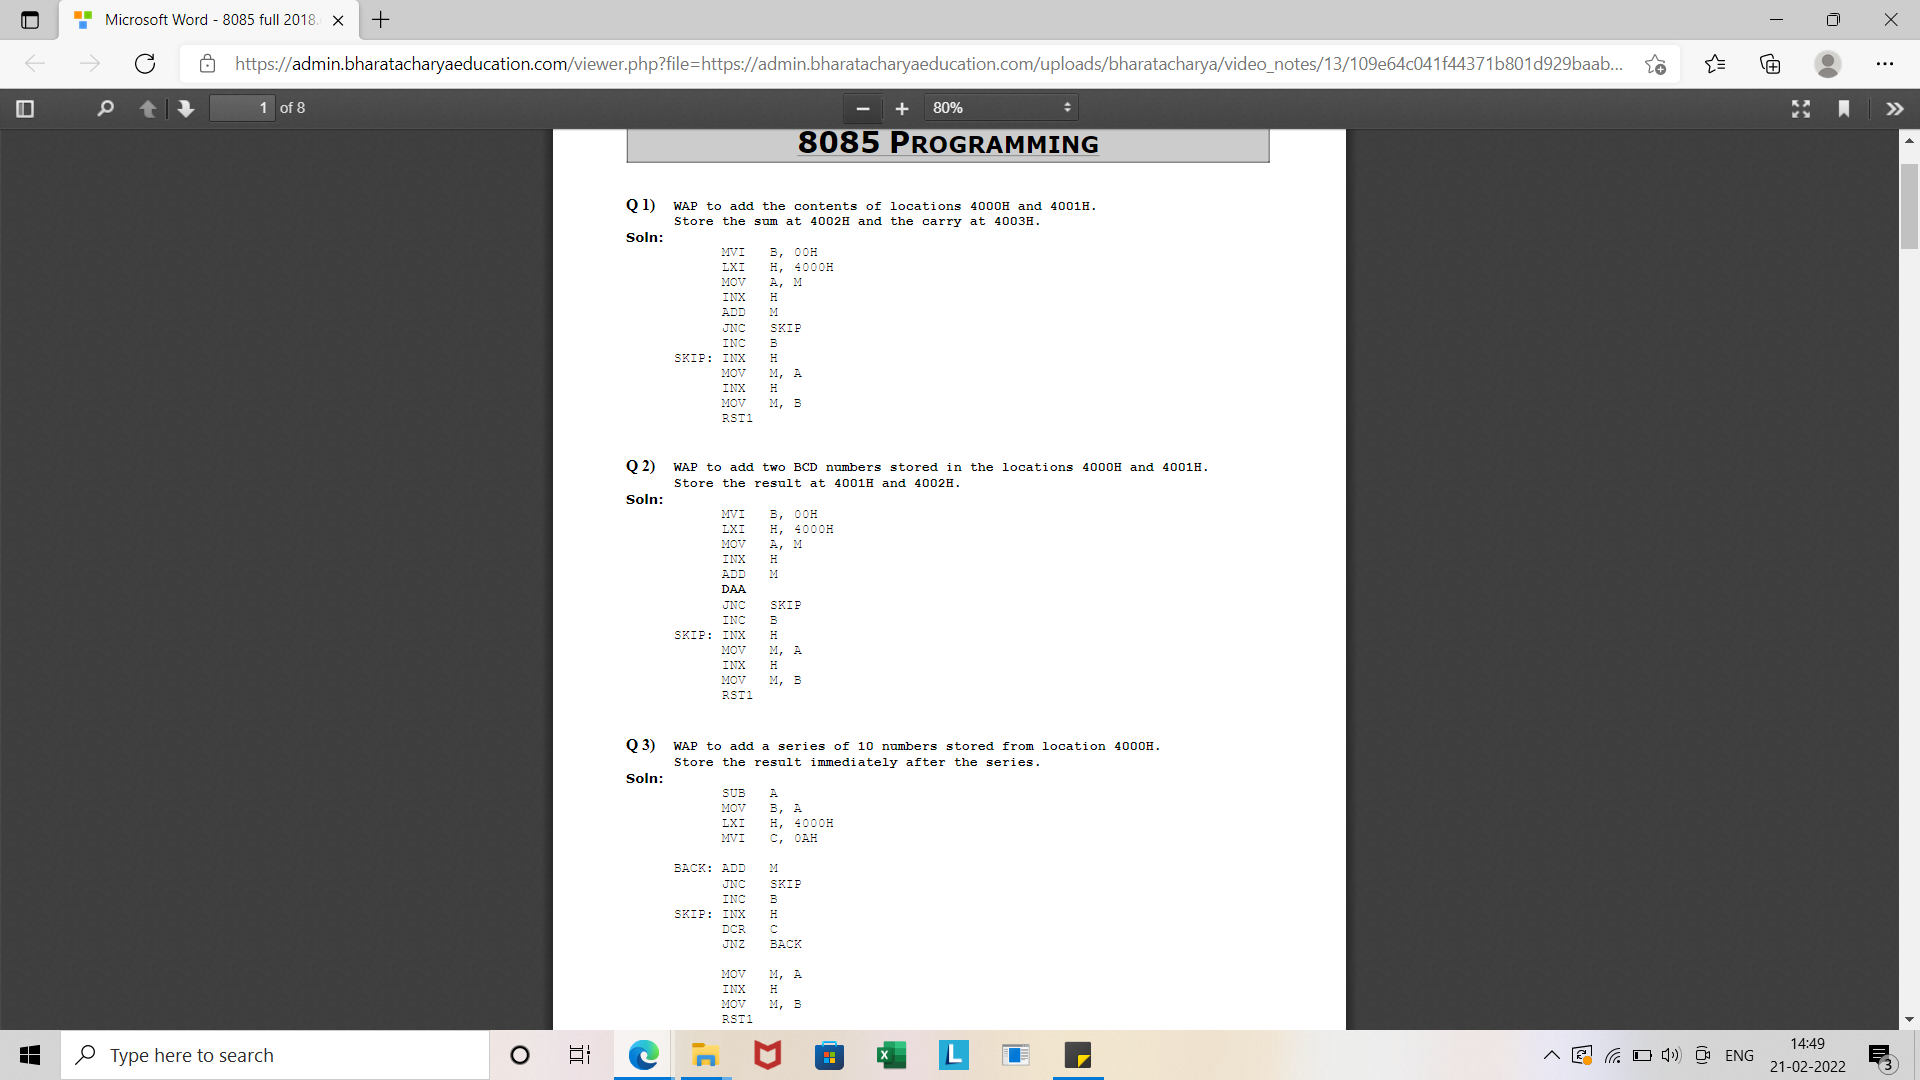 Microsoft Word - 8085 full 2018.
https://admin.bharatacharyaeducation.com/viewer.php?file=https://admin.bharatacharyaeducation.com/uploads/bharatacharya/video_notes/13/109e64c041f44371b801d929baab...
1 of 8
80%
8085 PROGRAMMING
Q 1) WAP to add the contents of locations 4000H and 4001H.
Store the sum at 4002H and the carry at 4003H.
Soln:
MVI B, 00H
LXI H, 4000H
MOV A, M
INX H
ADD M
JNC SKIP
INC B
SKIP: INX H
MOV M, A
INX H
MOV M, B
RST1
Q 2) WAP to add two BCD numbers stored in the locations 4000H and 4001H.
Store the result at 4001H and 4002H.
Soln:
MVI B, 00H
LXI H, 4000H
MOV A, M
INX H
ADD M
DAA
JNC SKIP
INC B
SKIP: INX H
MOV M, A
INX H
MOV M, B
RST1
Q 3) WAP to add a series of 10 numbers stored from location 4000H.
Store the result immediately after the series.
Soln:
SUB A
MOV B, A
LXI H, 4000H
MVI C, 0AH
BACK: ADD M
JNC SKIP
INC B
SKIP: INX H
DCR C
JNZ BACK
MOV M, A
INX H
MOV M, B
RST1
Type here to search
L
ENG
14:49
21-02-2022
3